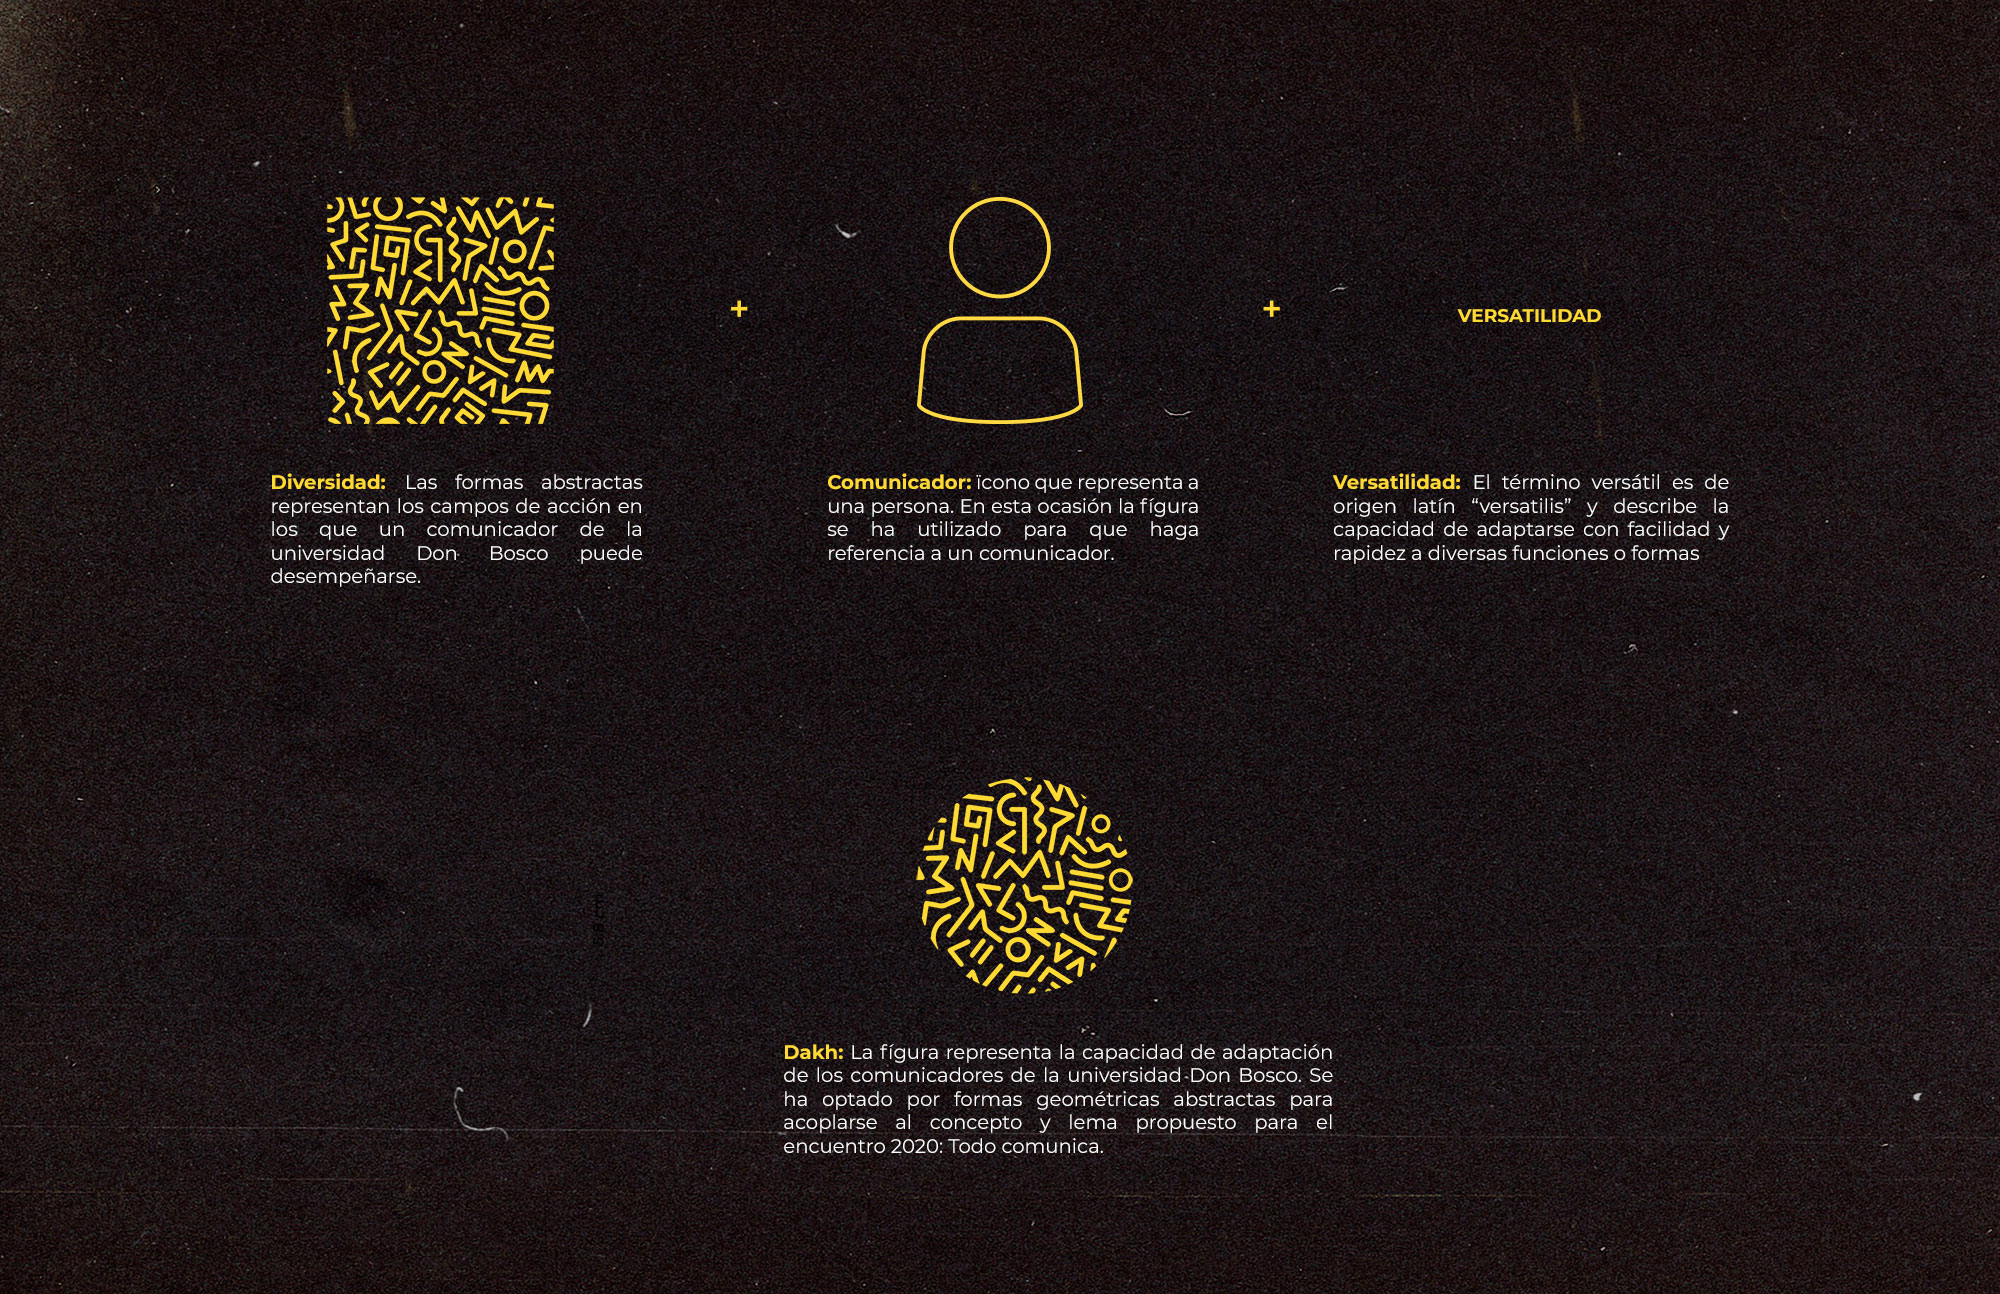 +
+
VERSATILIDAD
Diversidad: Las formas abstractas
representan los campos de acción en
los que un comunicador de la
universidad Don Bosco puede
desempeñarse.
Comunicador: ïcono que representa a
una persona. En esta ocasión la fígura
se ha utilizado para que haga
referencia a un comunicador.
Versatilidad: El término versátil es de
origen latín “versatilis” y describe la
capacidad de adaptarse con facilidad y
rapidez a diversas funciones o formas
Dakh: La fígura representa la capacidad de adaptación
de los comunicadores de la universidad Don Bosco. Se
ha optado por formas geométricas abstractas para
acoplarse al concepto y lema propuesto para el
encuentro 2020: Todo comunica.